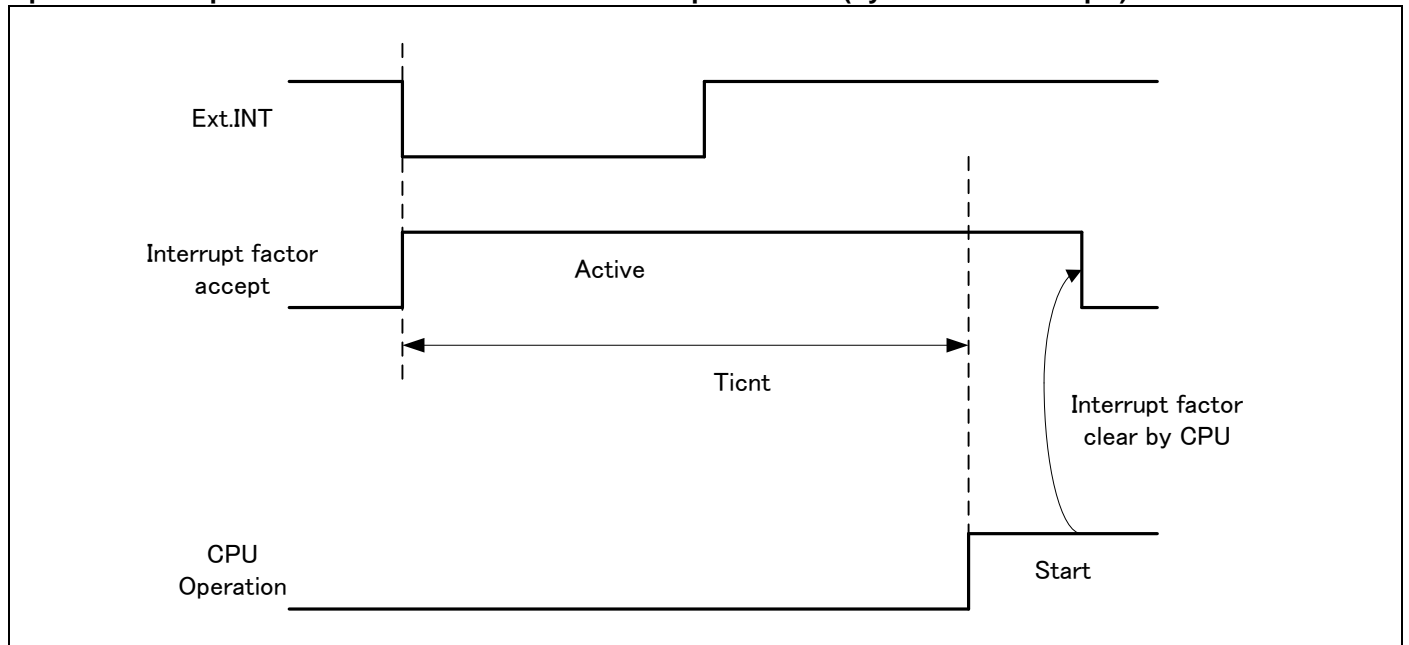 Ext.INT
Interrupt factor
accept
Active
Ticnt
Interrupt factor
clear by CPU
CPU
Operation
Start